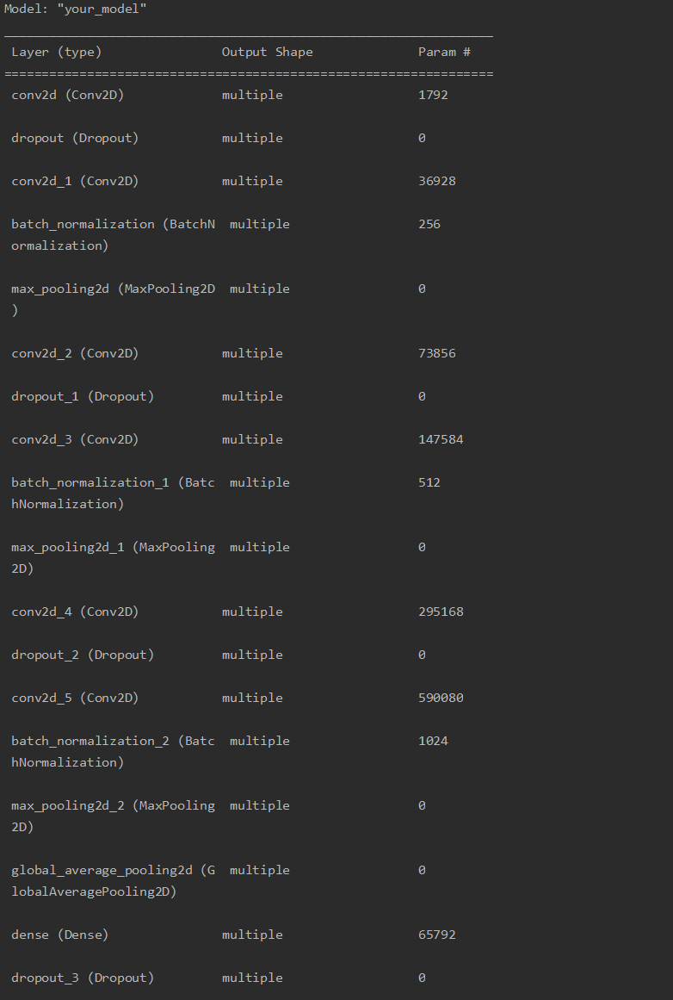 Model: "your_model"
_________________________________________________________________
Layer (type) Output Shape Param #
=================================================================
conv2d (Conv2D) multiple 1792
dropout (Dropout) multiple 0
conv2d_1 (Conv2D) multiple 36928
batch_normalization (BatchN multiple 256
ormalization)
max_pooling2d (MaxPooling2D multiple 0
)
conv2d_2 (Conv2D) multiple 73856
dropout_1 (Dropout) multiple 0
conv2d_3 (Conv2D) multiple 147584
batch_normalization_1 (Batc multiple 512
hNormalization)
max_pooling2d_1 (MaxPooling multiple 0
2D)
conv2d_4 (Conv2D) multiple 295168
dropout_2 (Dropout) multiple 0
conv2d_5 (Conv2D) multiple 590080
batch_normalization_2 (Batc multiple 1024
hNormalization)
max_pooling2d_2 (MaxPooling multiple 0
2D)
global_average_pooling2d (G multiple 0
lobalAveragePooling2D)
dense (Dense) multiple 65792
dropout_3 (Dropout) multiple 0